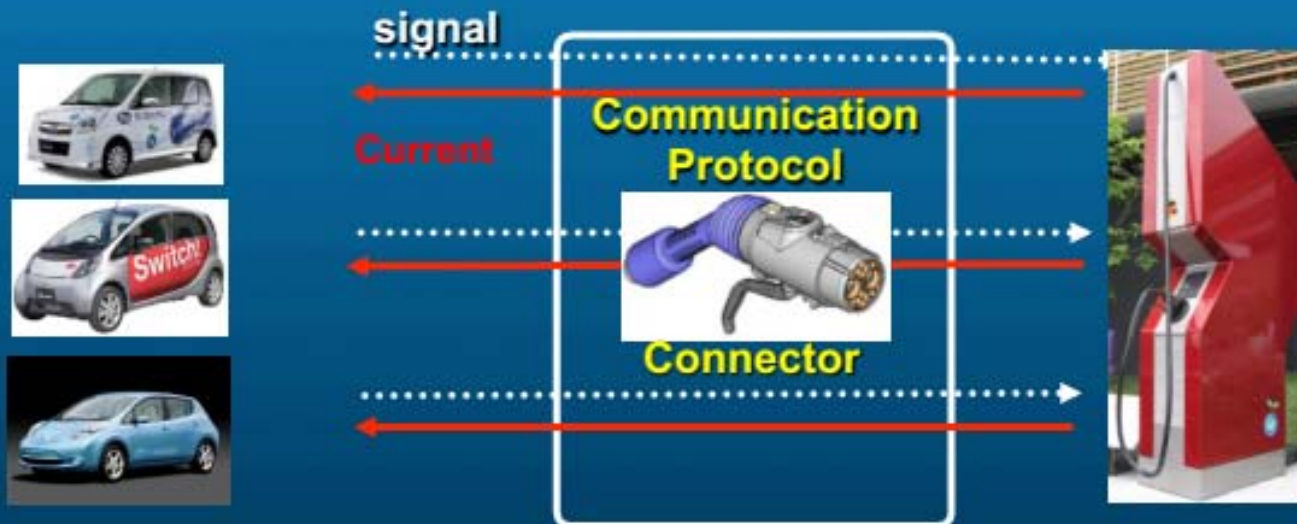 signal
Communication
Protocol
Current
Switch!
Connector